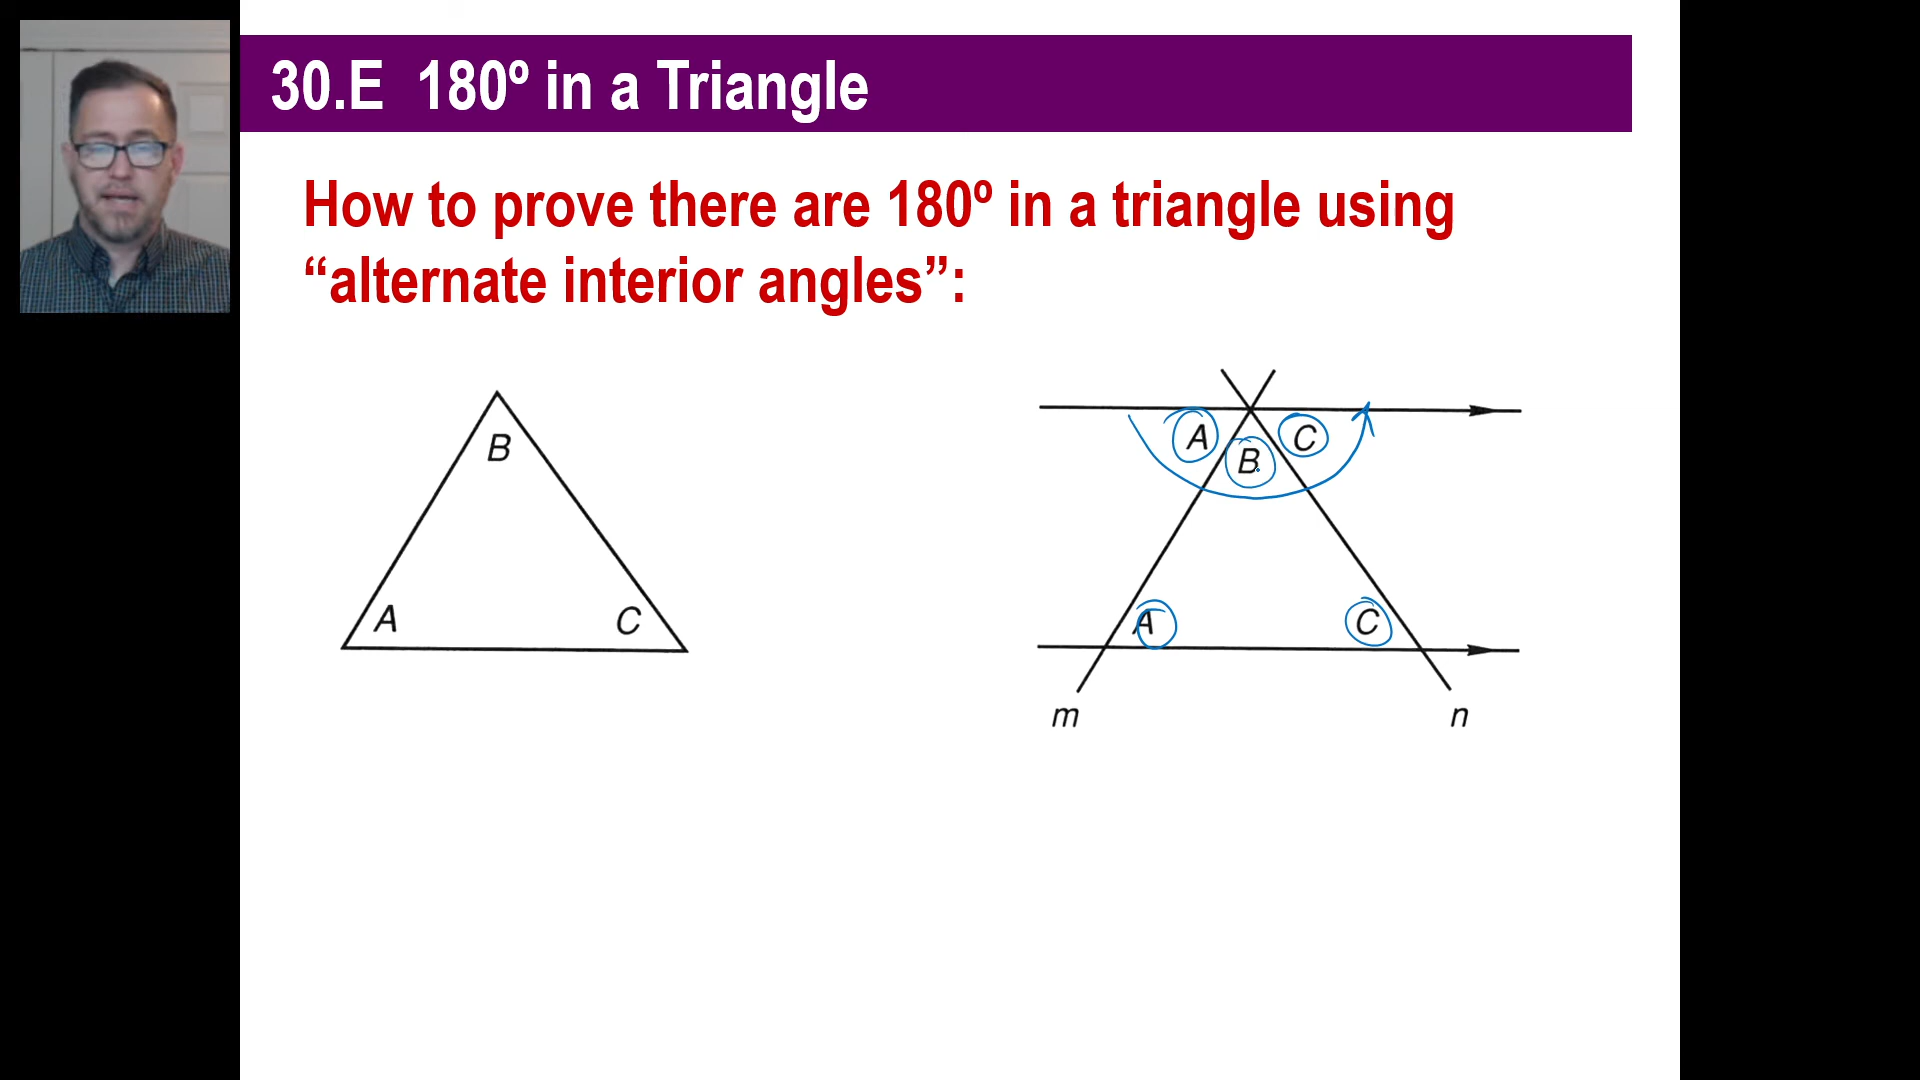 30.E 180º in a Triangle
How to prove there are 180º in a triangle using
“alternate interior angles”:
B
A
C
A
B
C
A
C
m
n